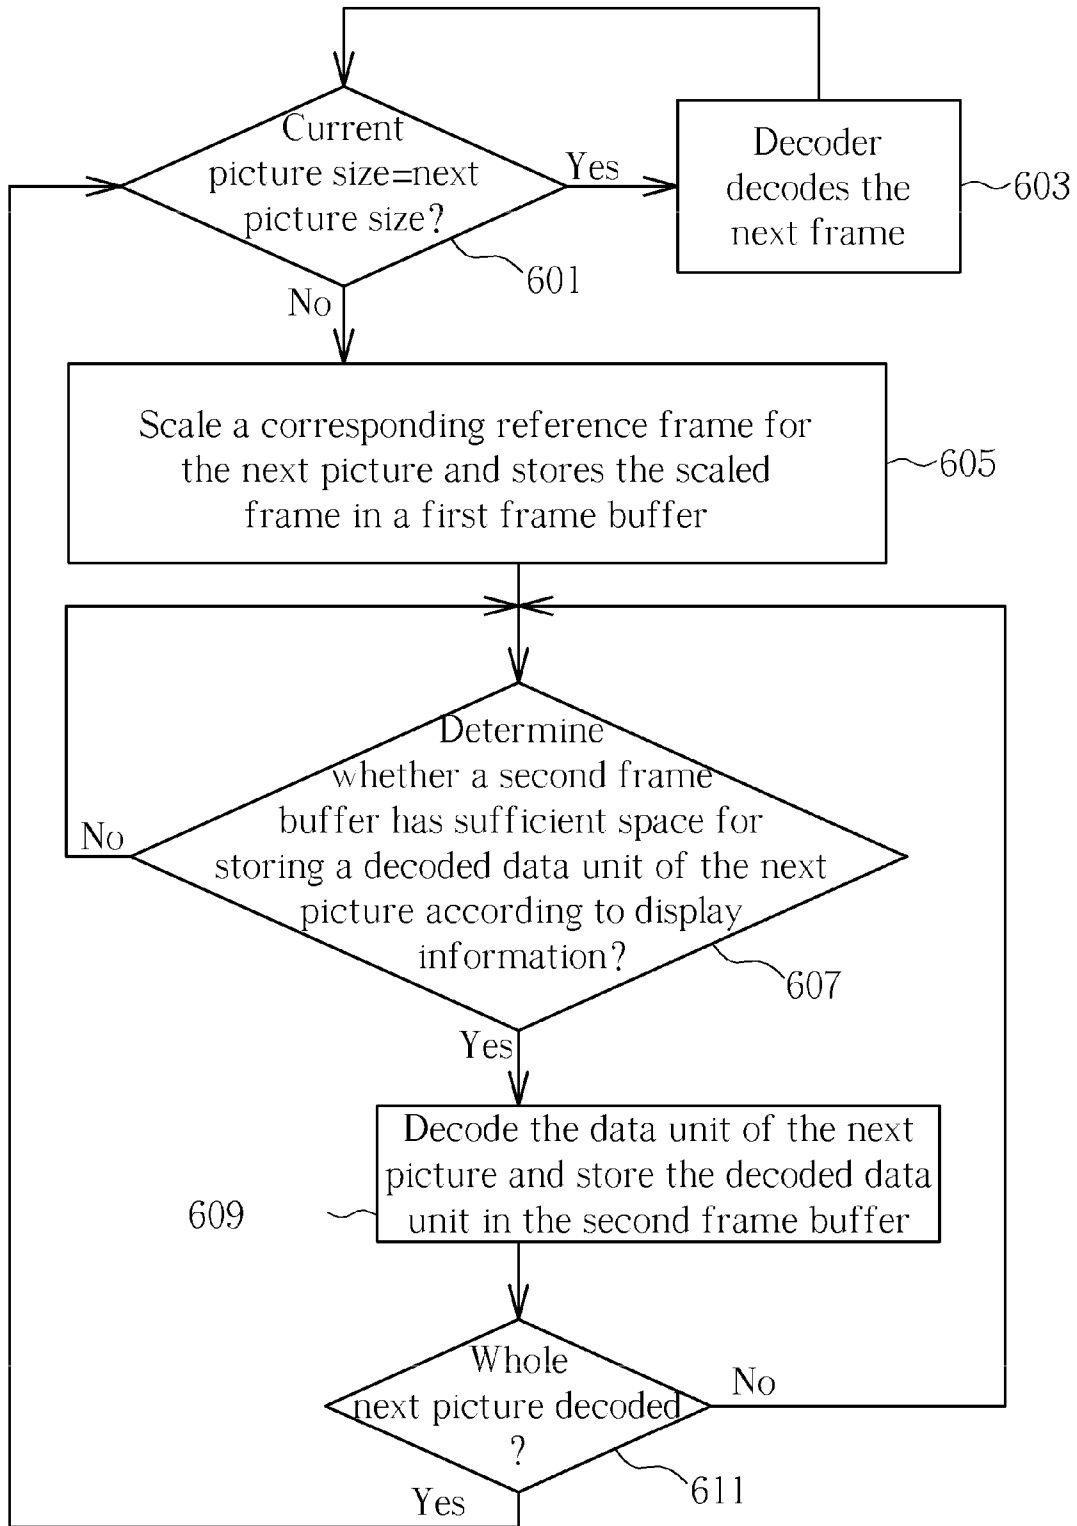 Current
picture size=next
picture size?
601
Yes
Decoder
decodes the
next frame
603
No
Scale a corresponding reference frame for
the next picture and stores the scaled
frame in a first frame buffer
605
Determine
whether a second frame
buffer has sufficient space for
storing a decoded data unit of the next
picture according to display
information?
607
No
Yes
Decode the data unit of the next
picture and store the decoded data
unit in the second frame buffer
609
Whole
next picture decoded
?
611
No
Yes